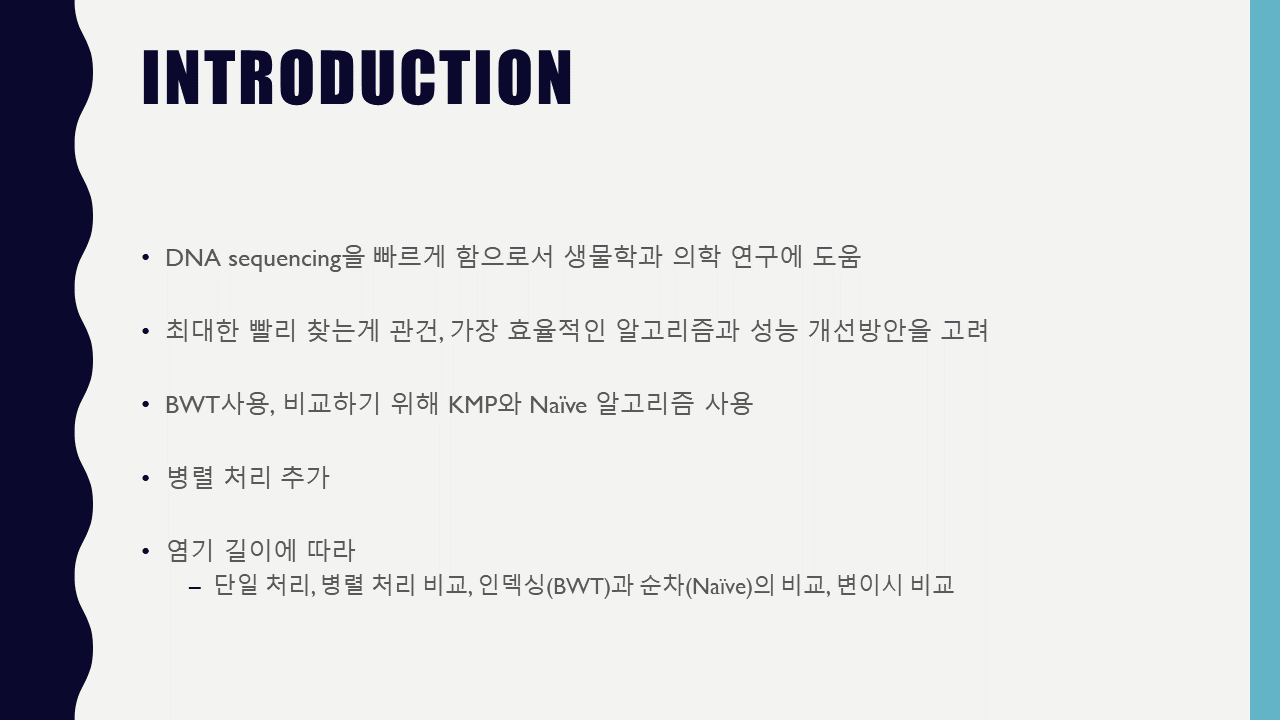 INTRODUCTION
• DNA sequencing을 빠르게 함으로서 생물학과 의학 연구에 도움
• 최대한 빨리 찾는게 관건, 가장 효율적인 알고리즘과 성능 개선방안을 고려
• BWT사용, 비교하기 위해 KMP와 Naïve 알고리즘 사용
• 병렬 처리 추가
• 염기 길이에 따라
– 단일 처리, 병렬 처리 비교, 인덱싱(BWT)과 순차(Naïve)의 비교, 변이시 비교